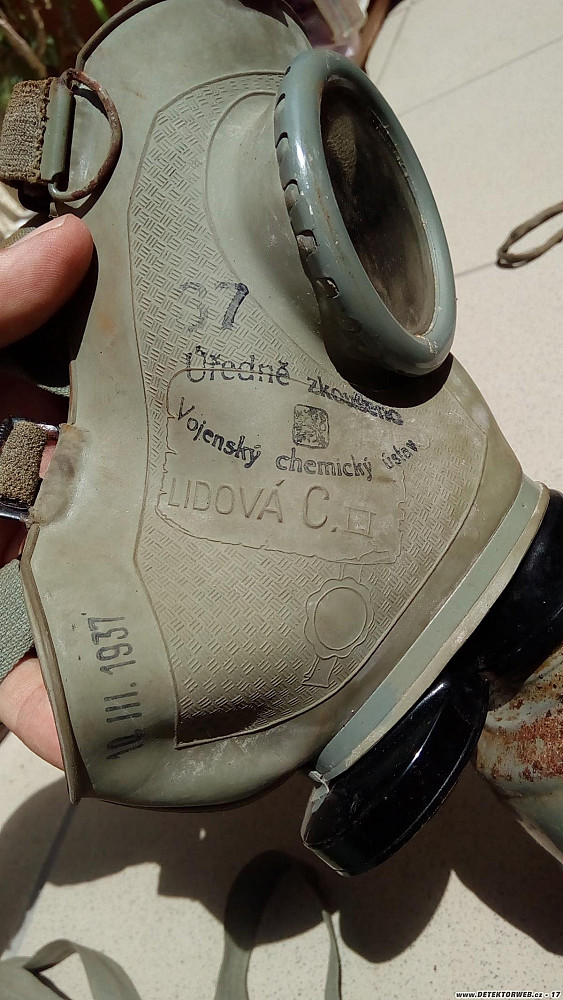 37
Úředně zkoušeno
Vojenský chemický ústav.
LIDOVÁ C. II
10. III. 1937
www.DETEKTORWEB.cz - 17